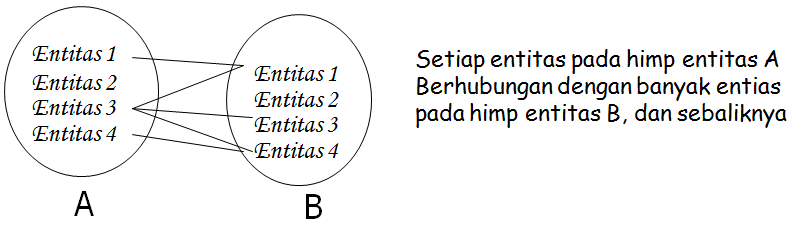 Entitas 1
Entitas 2
Entitas 3
Entitas 4
A
Entitas 1
Entitas 2
Entitas 3
Entitas 4
B
Setiap entitas pada himp entitas A
Berhubungan dengan banyak entias
pada himp entitas B, dan sebaliknya